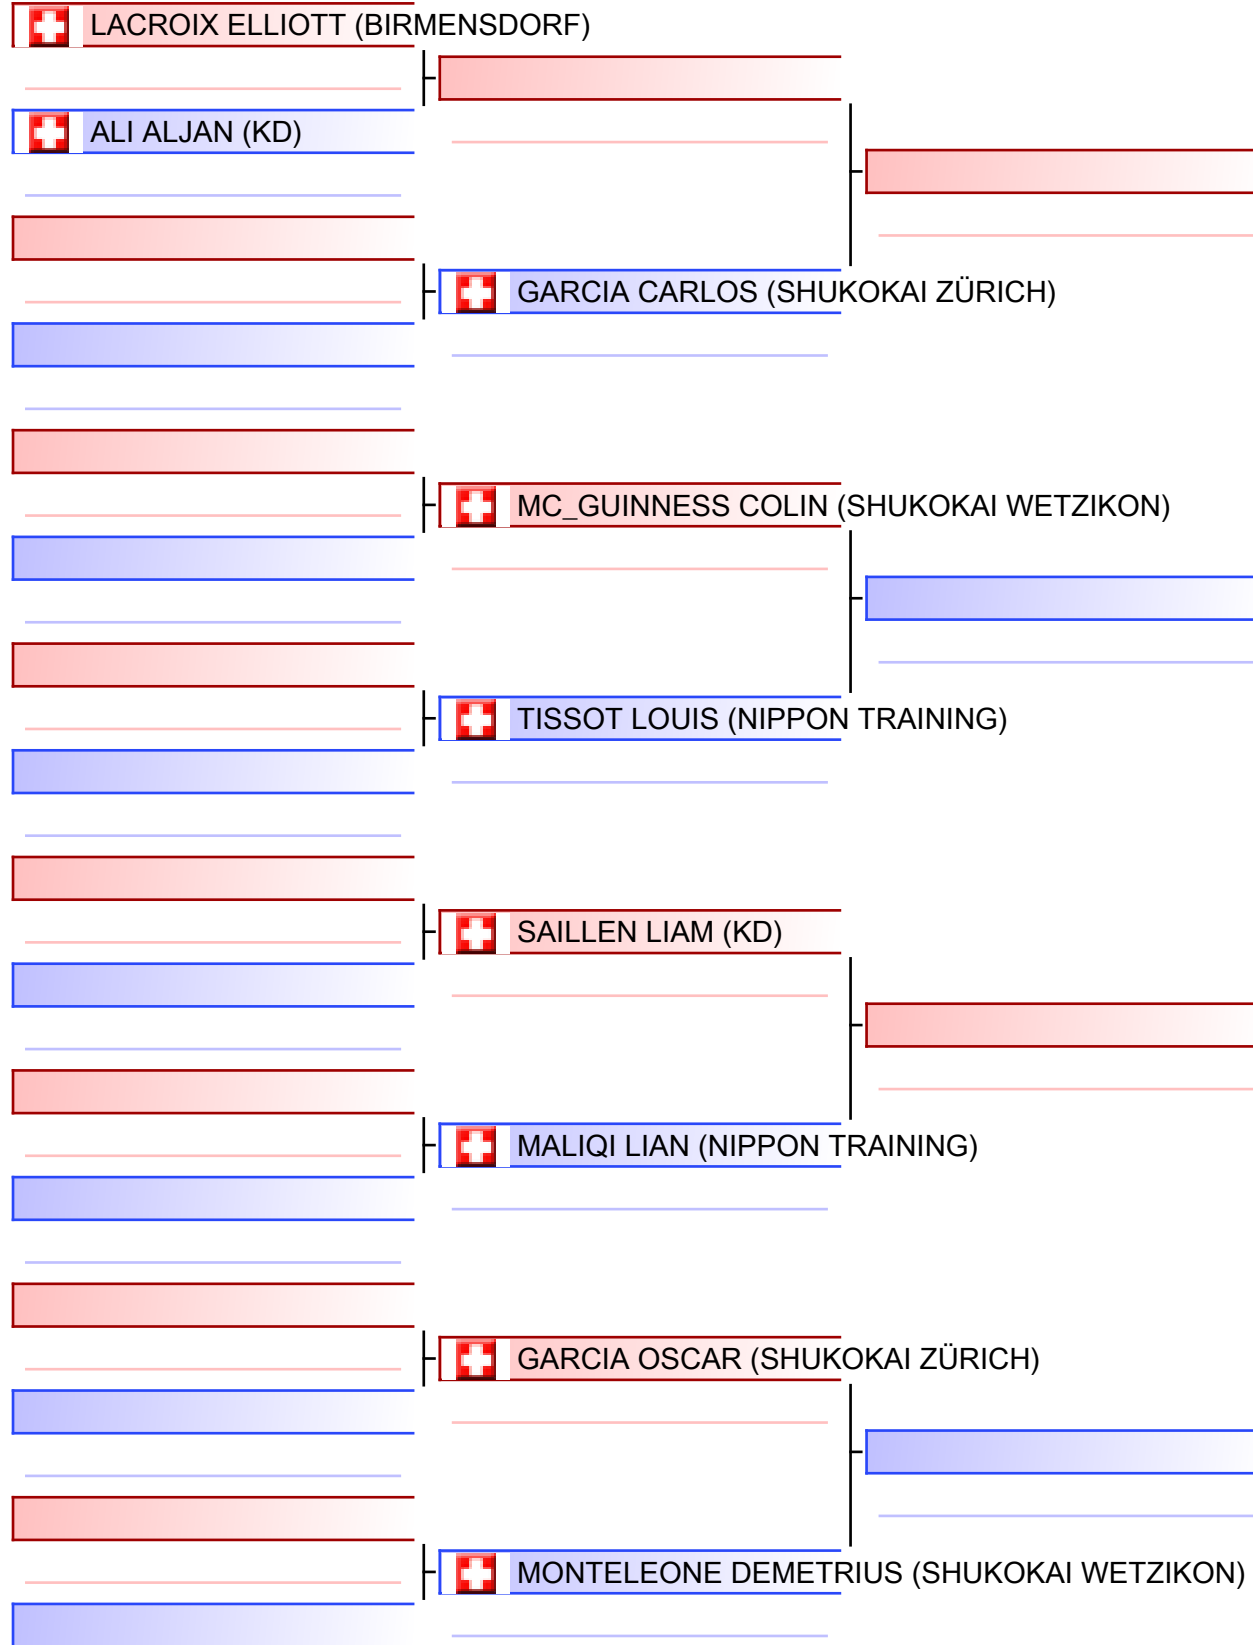 LACROIX ELLIOTT (BIRMENSDORF)
ALI ALJAN (KD)
GARCIA CARLOS (SHUKOKAI ZÜRICH)
MC_GUINNESS COLIN (SHUKOKAI WETZIKON)
TISSOT LOUIS (NIPPON TRAINING)
SAILLEN LIAM (KD)
MALIQI LIAN (NIPPON TRAINING)
GARCIA OSCAR (SHUKOKAI ZÜRICH)
MONTELEONE DEMETRIUS (SHUKOKAI WETZIKON)